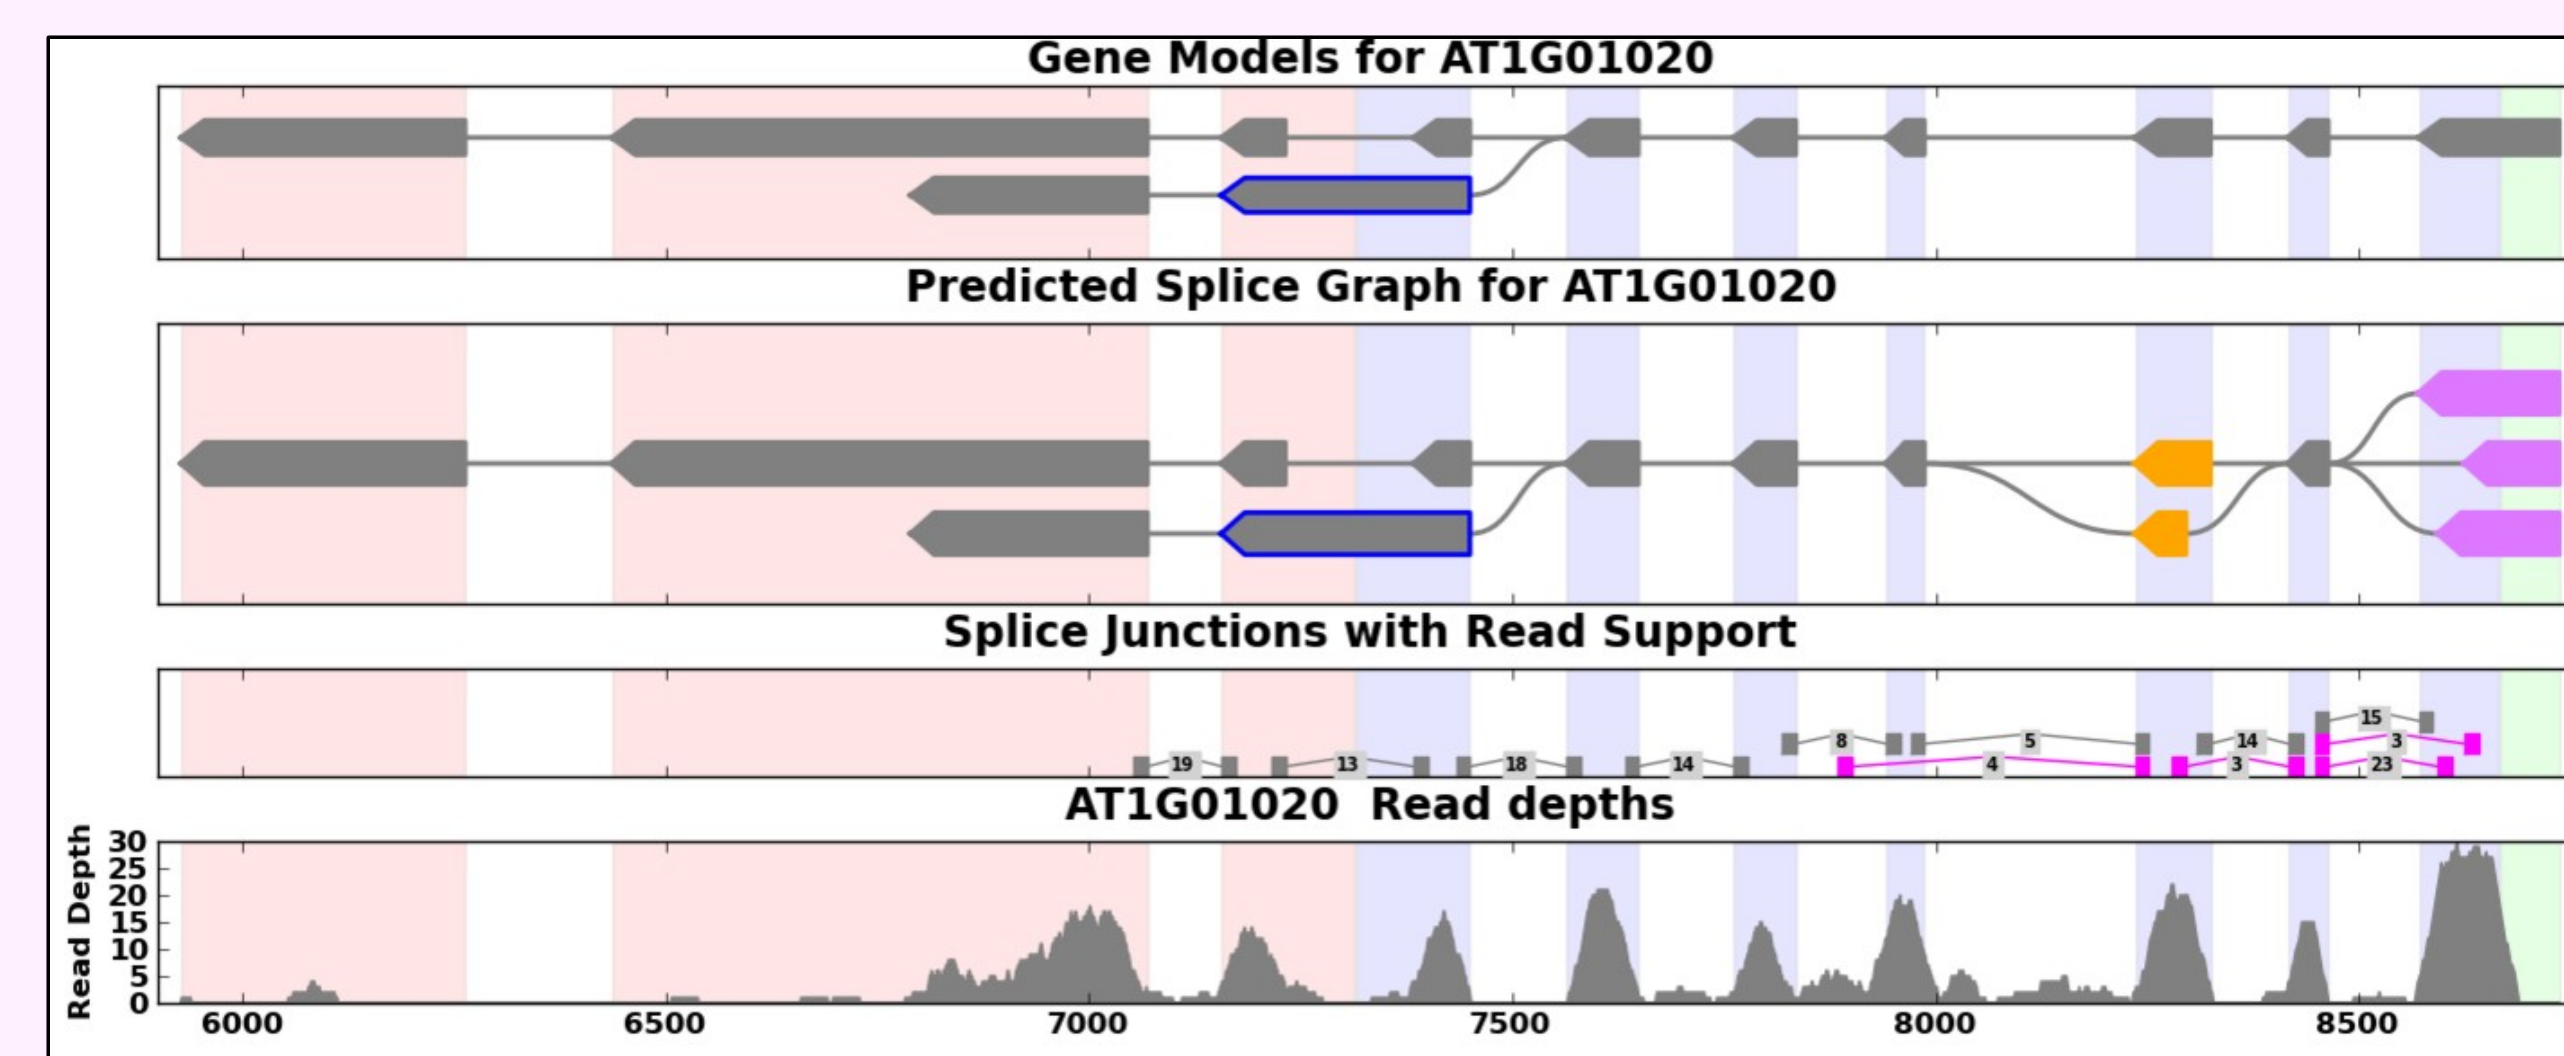 Gene Models for AT1G01020
Predicted Splice Graph for AT1G01020
Splice Junctions with Read Support
15
8 5 14 3
19 13 18 14 4 3 23
AT1G01020 Read depths
Read Depth
30
25
20
15
10
5
0
6000 6500 7000 7500 8000 8500